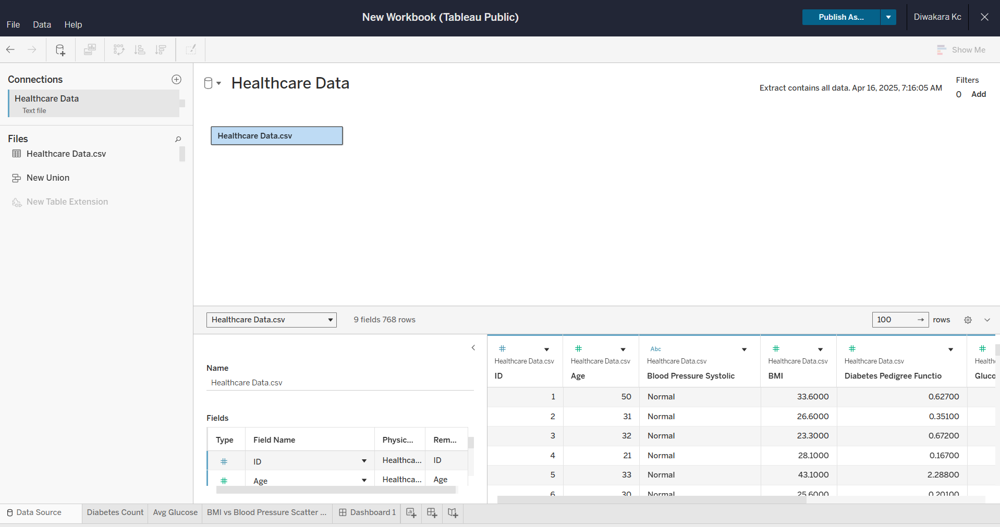 New Workbook (Tableau Public)
File Data Help
Publish As...
Diwakara Kc
Show Me
Connections
Healthcare Data
Text file
Files
Healthcare Data.csv
New Union
New Table Extension
Healthcare Data
Extract contains all data. Apr 16, 2025, 7:16:05 AM
Filters
0 Add
Healthcare Data.csv
Healthcare Data.csv 9 fields 768 rows
100 rows
Name
Healthcare Data.csv
Fields
Type Field Name Physic... Rem...
ID Healthca... ID
Age Healthca... Age
Abc
Healthcare Data.csv Healthcare Data.csv Healthcare Data.csv Healthcare Data.csv Healthcare Data.csv Healthc
ID Age Blood Pressure Systolic BMI Diabetes Pedigree Functio Gluco
1 50 Normal 33.6000 0.62700
2 31 Normal 26.6000 0.35100
3 32 Normal 23.3000 0.67200
4 21 Normal 28.1000 0.16700
5 33 Normal 43.1000 2.28800
6 30 Normal 25.6000 0.20100
Data Source Diabetes Count Avg Glucose BMI vs Blood Pressure Scatter ... Dashboard 1